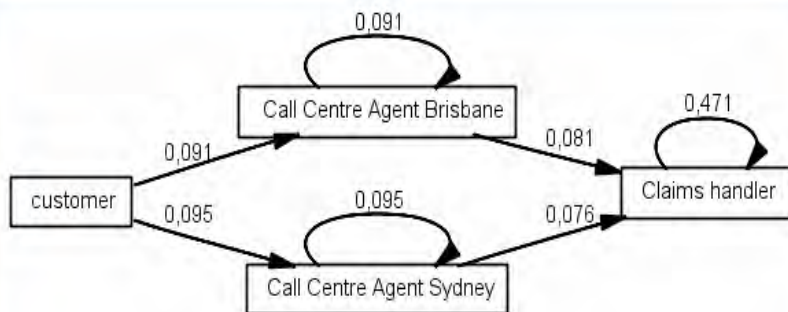 0,091
Call Centre Agent Brisbane
0,471
0,091
0,081
customer
Claims handler
0,095
0,095
0,076
Call Centre Agent Sydney